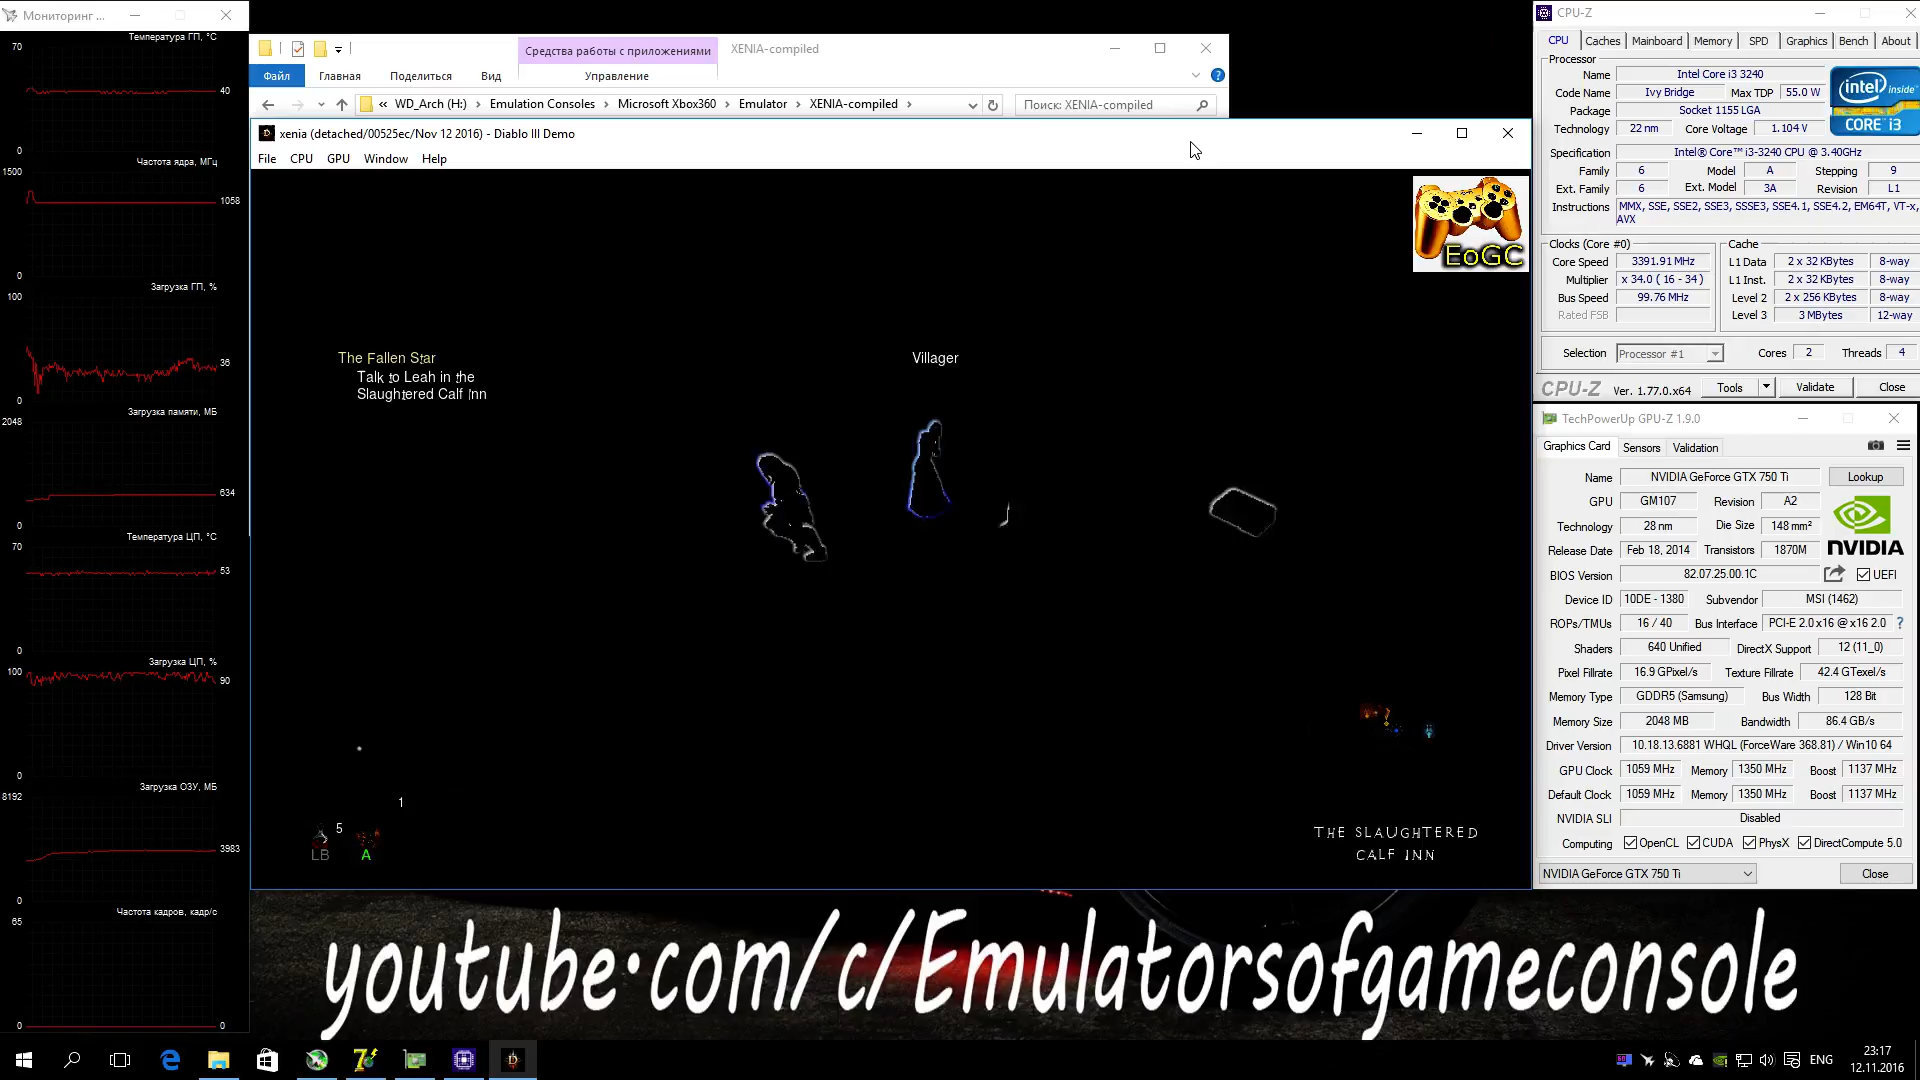 Мониторинг ...
Температура ГП, °C
70
40
0
Частота ядра, МГц
1500
1058
0
Загрузка ГП, %
100
36
0
Загрузка памяти, МБ
2048
634
0
Температура ЦП, °C
70
53
0
Загрузка ЦП, %
100
90
0
Загрузка ОЗУ, МБ
8192
3983
0
Частота кадров, кадр/с
65
0
0
Средства работы с приложениями
XENIA-compiled
Файл
Главная
Поделиться
Вид
Управление
« WD_Arch (H:) › Emulation Consoles › Microsoft Xbox360 › Emulator › XENIA-compiled ›
Поиск: XENIA-compiled
xenia (detached/00525ec/Nov 12 2016) - Diablo III Demo
File CPU GPU Window Help
EoGC
The Fallen Star
Talk to Leah in the
Slaughtered Calf Inn
Villager
1
5
LB A
THE SLAUGHTERED
CALF INN
youtube.com/c/Emulatorsofgameconsole
CPU-Z
CPU Caches Mainboard Memory SPD Graphics Bench About
Processor
Name Intel Core i3 3240
Code Name Ivy Bridge Max TDP 55.0 W
Package Socket 1155 LGA
Technology 22 nm Core Voltage 1.104 V
intel inside™
CORE i3
Specification Intel® Core™ i3-3240 CPU @ 3.40GHz
Family 6 Model A Stepping 9
Ext. Family 6 Ext. Model 3A Revision L1
Instructions MMX, SSE, SSE2, SSE3, SSSE3, SSE4.1, SSE4.2, EM64T, VT-x,
AVX
Clocks (Core #0)
Core Speed 3391.91 MHz
Multiplier x 34.0 ( 16 - 34 )
Bus Speed 99.76 MHz
Rated FSB
Cache
L1 Data 2 x 32 KBytes 8-way
L1 Inst. 2 x 32 KBytes 8-way
Level 2 2 x 256 KBytes 8-way
Level 3 3 MBytes 12-way
Selection Processor #1 Cores 2 Threads 4
CPU-Z Ver. 1.77.0.x64 Tools Validate Close
TechPowerUp GPU-Z 1.9.0
Graphics Card Sensors Validation
Name NVIDIA GeForce GTX 750 Ti Lookup
GPU GM107 Revision A2
Technology 28 nm Die Size 148 mm²
Release Date Feb 18, 2014 Transistors 1870M
NVIDIA
BIOS Version 82.07.25.00.1C UEFI
Device ID 10DE - 1380 Subvendor MSI (1462)
ROPs/TMUs 16 / 40 Bus Interface PCI-E 2.0 x16 @ x16 2.0 ?
Shaders 640 Unified DirectX Support 12 (11_0)
Pixel Fillrate 16.9 GPixel/s Texture Fillrate 42.4 GTexel/s
Memory Type GDDR5 (Samsung) Bus Width 128 Bit
Memory Size 2048 MB Bandwidth 86.4 GB/s
Driver Version 10.18.13.6881 WHQL (ForceWare 368.81) / Win10 64
GPU Clock 1059 MHz Memory 1350 MHz Boost 1137 MHz
Default Clock 1059 MHz Memory 1350 MHz Boost 1137 MHz
NVIDIA SLI Disabled
Computing OpenCL CUDA PhysX DirectCompute 5.0
NVIDIA GeForce GTX 750 Ti Close
ENG
23:17
12.11.2016